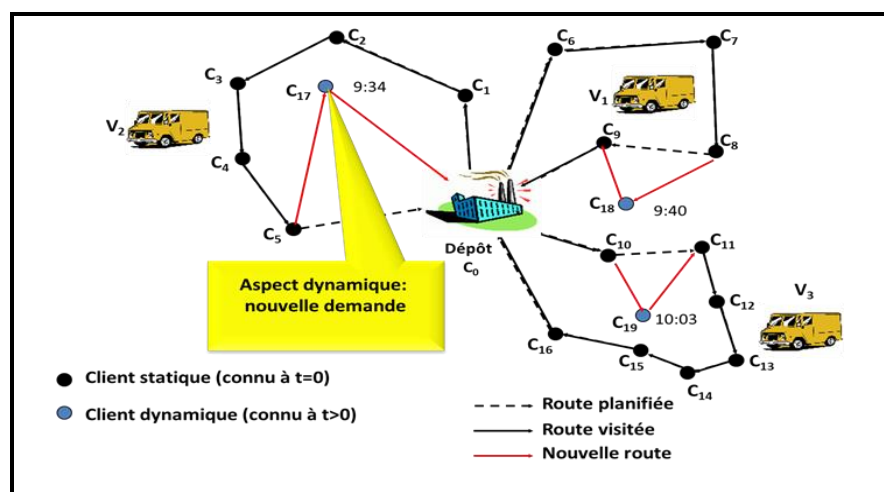 C2
C6
C7
C3
C17
9:34
C1
V1
V2
C9
C8
C4
C18
9:40
C5
C10
C11
Dépôt
C0
Aspect dynamique:
nouvelle demande
C12
V3
C19
10:03
C16
C15
C13
C14
Client statique (connu à t=0)
Client dynamique (connu à t>0)
Route planifiée
Route visitée
Nouvelle route